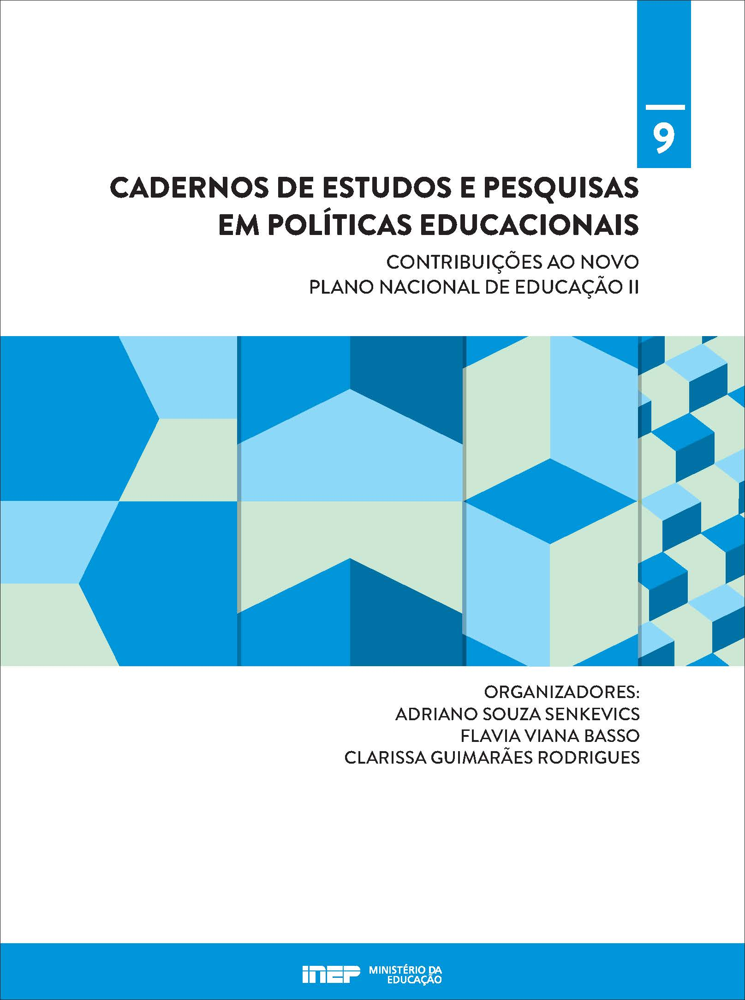 9
CADERNOS DE ESTUDOS E PESQUISAS
EM POLÍTICAS EDUCACIONAIS
CONTRIBUIÇÕES AO NOVO
PLANO NACIONAL DE EDUCAÇÃO II
ORGANIZADORES:
ADRIANO SOUZA SENKEVICS
FLAVIA VIANA BASSO
CLARISSA GUIMARÃES RODRIGUES
INEP MINISTÉRIO DA
EDUCAÇÃO